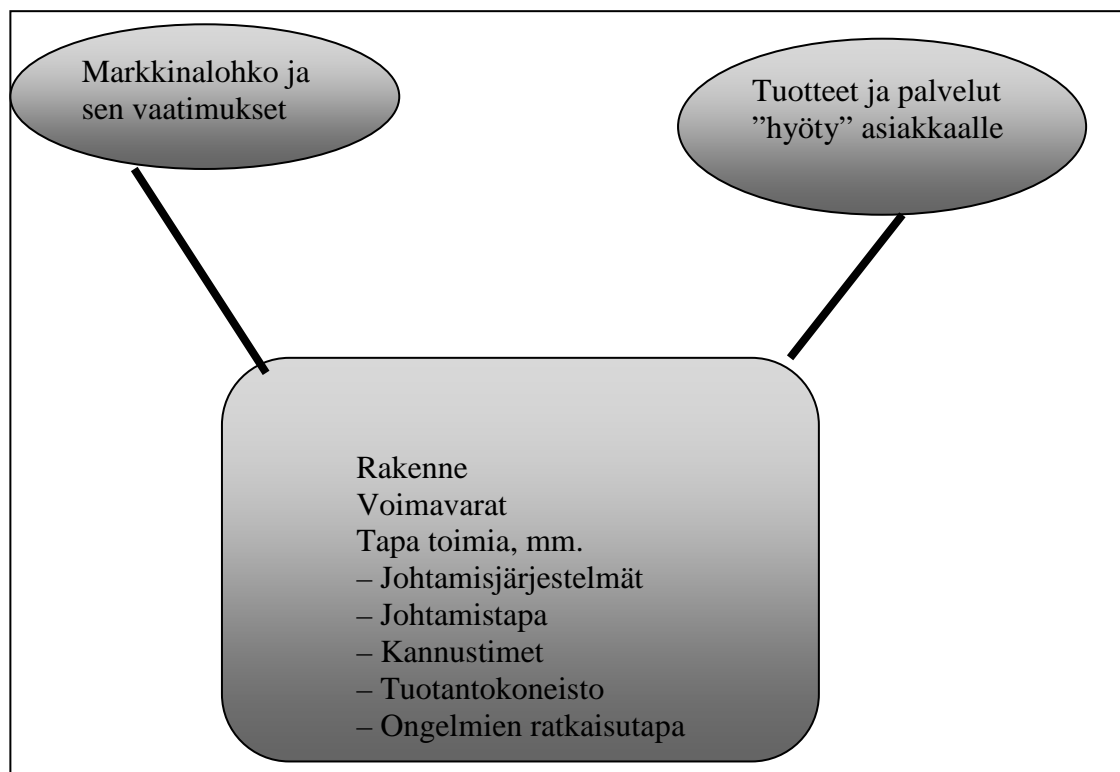 Markkinalohko ja
sen vaatimukset
Tuotteet ja palvelut
”hyöty” asiakkaalle
Rakenne
Voimavarat
Tapa toimia, mm.
– Johtamisjärjestelmät
– Johtamistapa
– Kannustimet
– Tuotantokoneisto
– Ongelmien ratkaisutapa